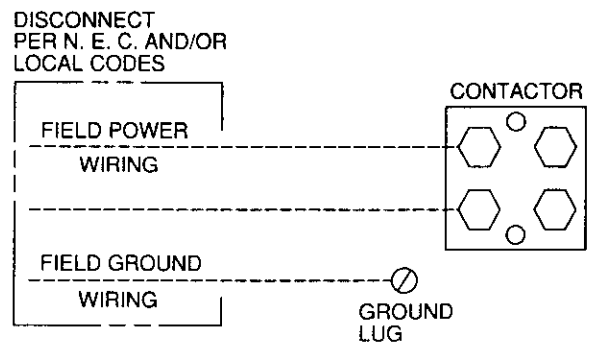 DISCONNECT
PER N. E. C. AND/OR
LOCAL CODES
CONTACTOR
FIELD POWER
WIRING
FIELD GROUND
WIRING
GROUND
LUG